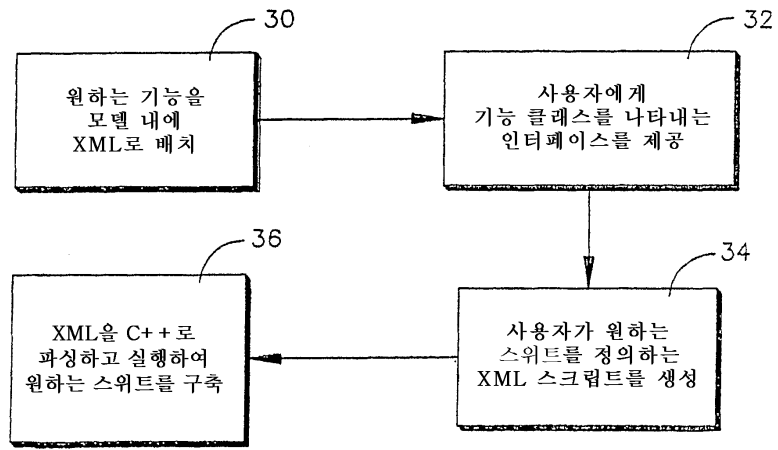 30
원하는 기능을
모델 내에
XML로 배치
32
사용자에게
기능 클래스를 나타내는
인터페이스를 제공
34
사용자가 원하는
스위트를 정의하는
XML 스크립트를 생성
36
XML을 C++로
파싱하고 실행하여
원하는 스위트를 구축